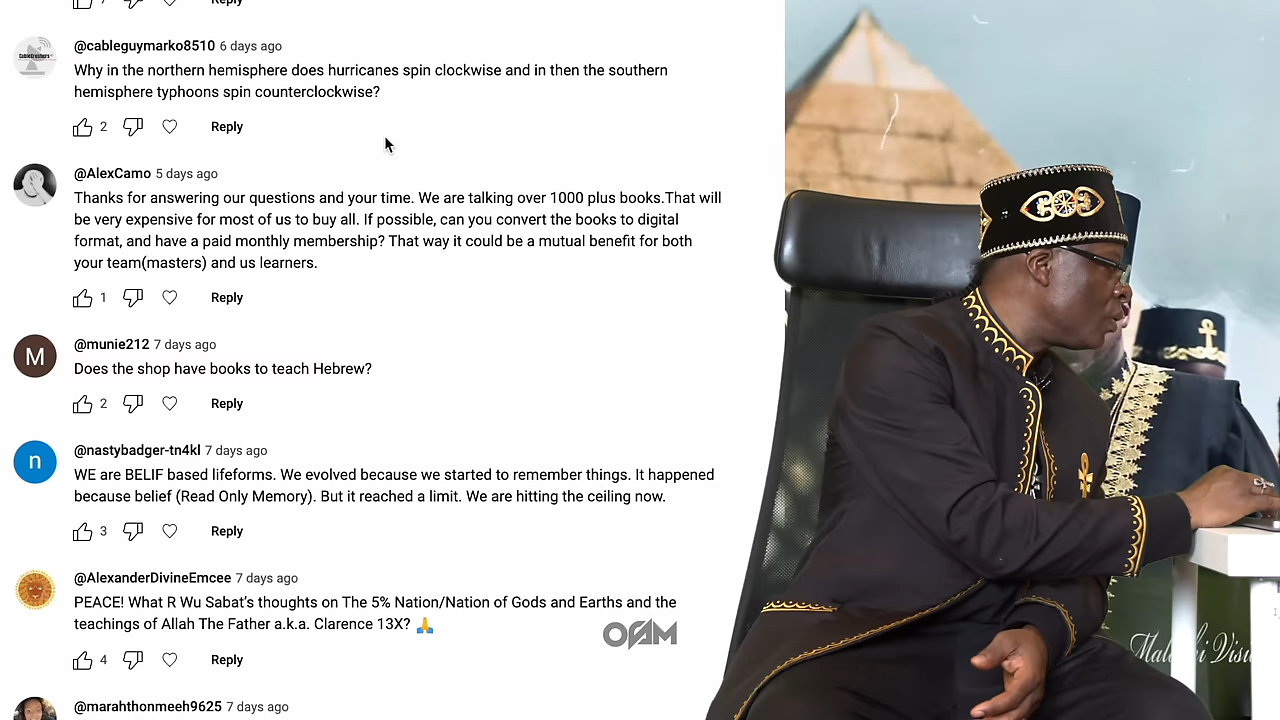 7
Reply
@cableguymarko8510 6 days ago
Why in the northern hemisphere does hurricanes spin clockwise and in then the southern
hemisphere typhoons spin counterclockwise?
2
Reply
@AlexCamo 5 days ago
Thanks for answering our questions and your time. We are talking over 1000 plus books.That will
be very expensive for most of us to buy all. If possible, can you convert the books to digital
format, and have a paid monthly membership? That way it could be a mutual benefit for both
your team(masters) and us learners.
1
Reply
M
@munie212 7 days ago
Does the shop have books to teach Hebrew?
2
Reply
n
@nastybadger-tn4kl 7 days ago
WE are BELIF based lifeforms. We evolved because we started to remember things. It happened
because belief (Read Only Memory). But it reached a limit. We are hitting the ceiling now.
3
Reply
@AlexanderDivineEmcee 7 days ago
PEACE! What R Wu Sabat's thoughts on The 5% Nation/Nation of Gods and Earths and the
teachings of Allah The Father a.k.a. Clarence 13X? 🙏
4
Reply
@marahthonmeeh9625 7 days ago
OFAM